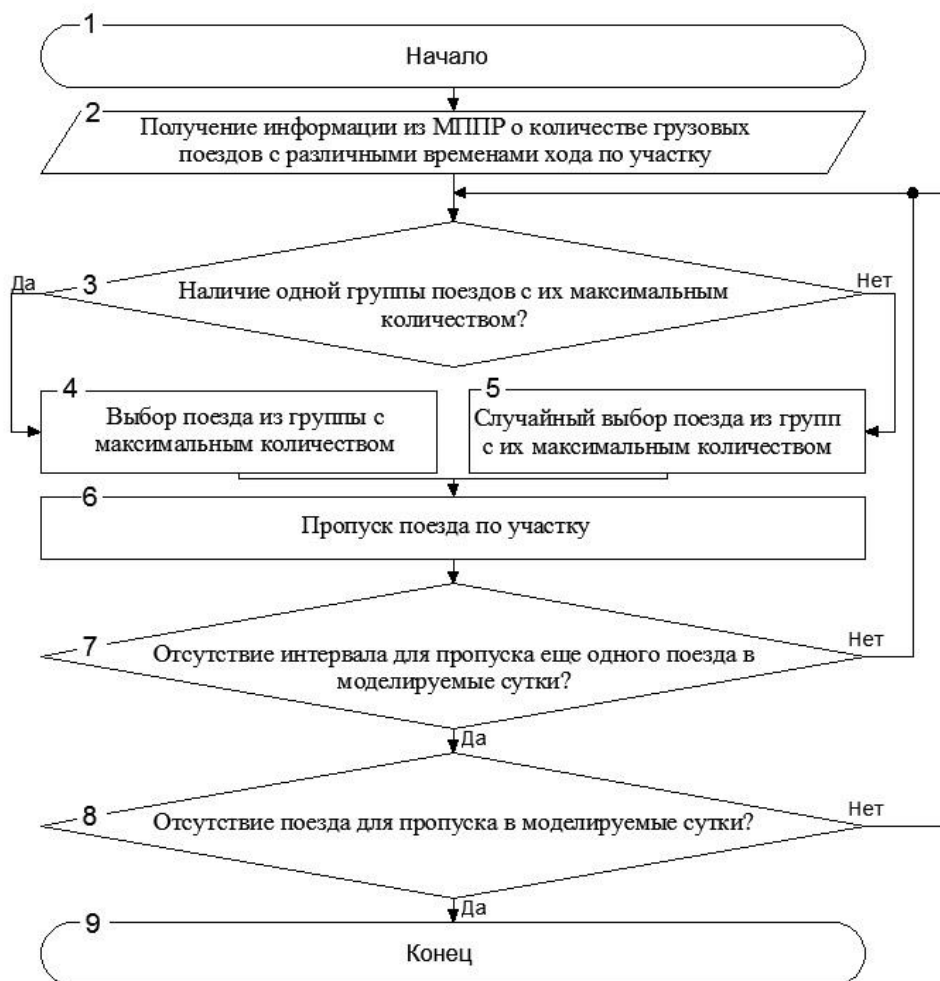 1
Начало
2
Получение информации из МППР о количестве грузовых
поездов с различными временами хода по участку
Да
3
Нет
Наличие одной группы поездов с их максимальным
количеством?
4
Выбор поезда из группы с
максимальным количеством
5
Случайный выбор поезда из групп
с их максимальным количеством
6
Пропуск поезда по участку
7
Нет
Отсутствие интервала для пропуска еще одного поезда в
моделируемые сутки?
Да
8
Нет
Отсутствие поезда для пропуска в моделируемые сутки?
Да
9
Конец